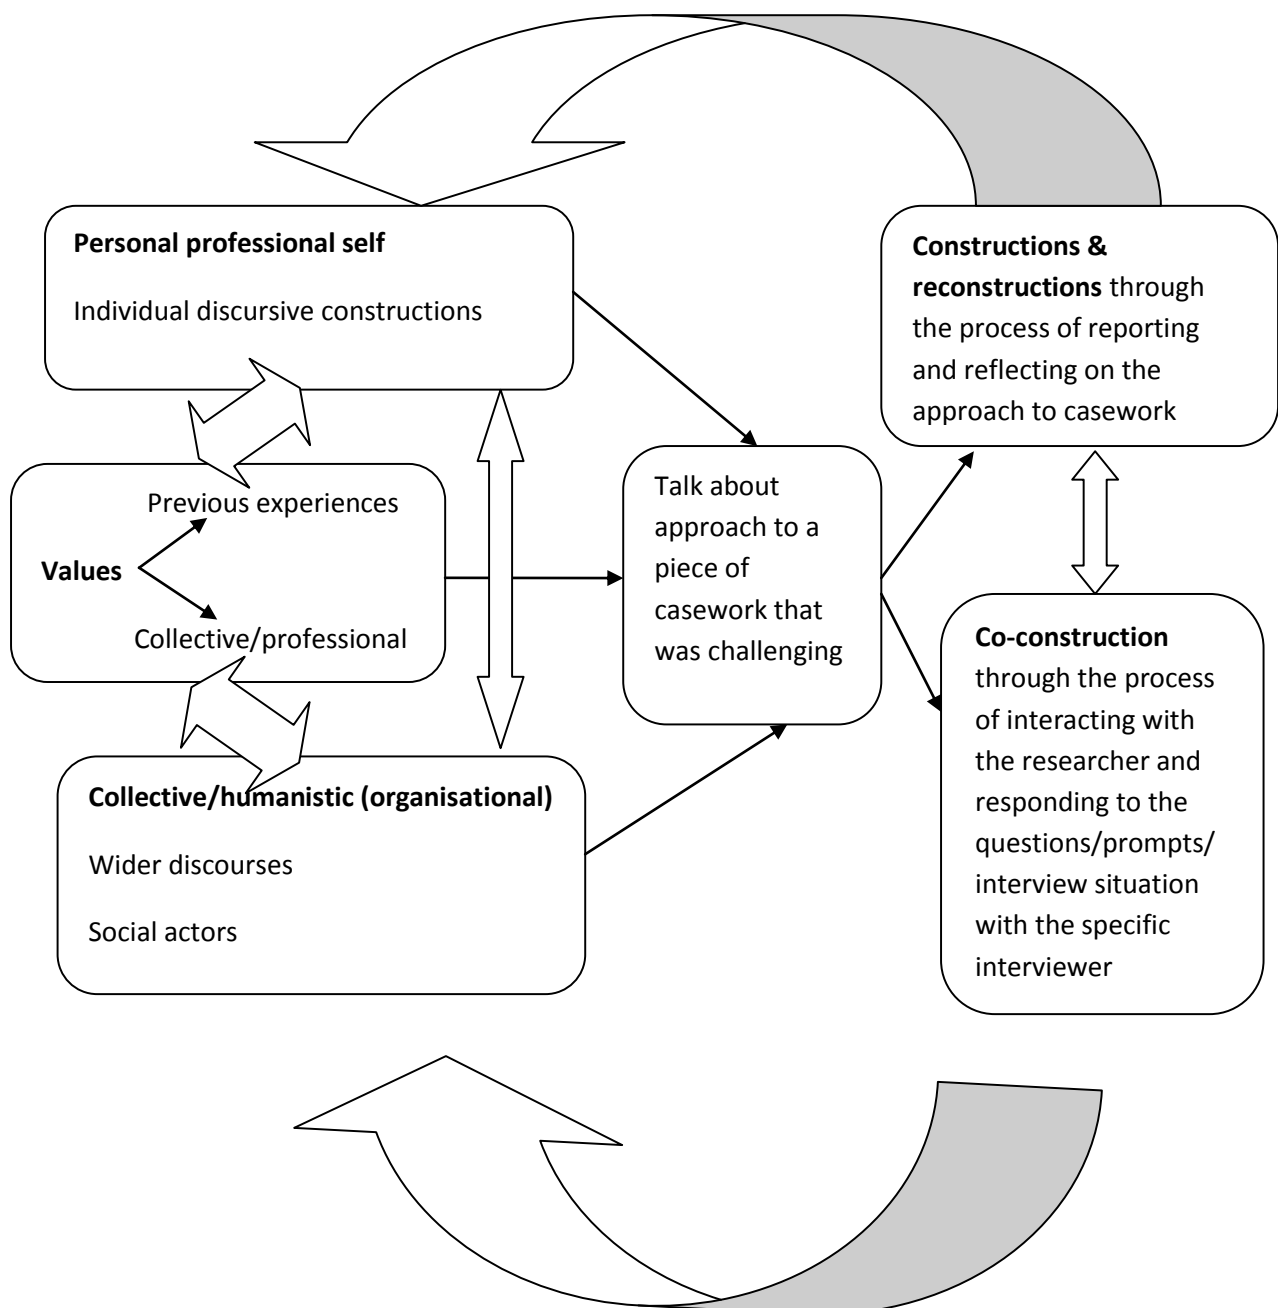 Personal professional self
Individual discursive constructions
Previous experiences
Values
Collective/professional
Collective/humanistic (organisational)
Wider discourses
Social actors
Talk about
approach to a
piece of
casework that
was challenging
Constructions &
reconstructions through
the process of reporting
and reflecting on the
approach to casework
Co-construction
through the process
of interacting with
the researcher and
responding to the
questions/prompts/
interview situation
with the specific
interviewer